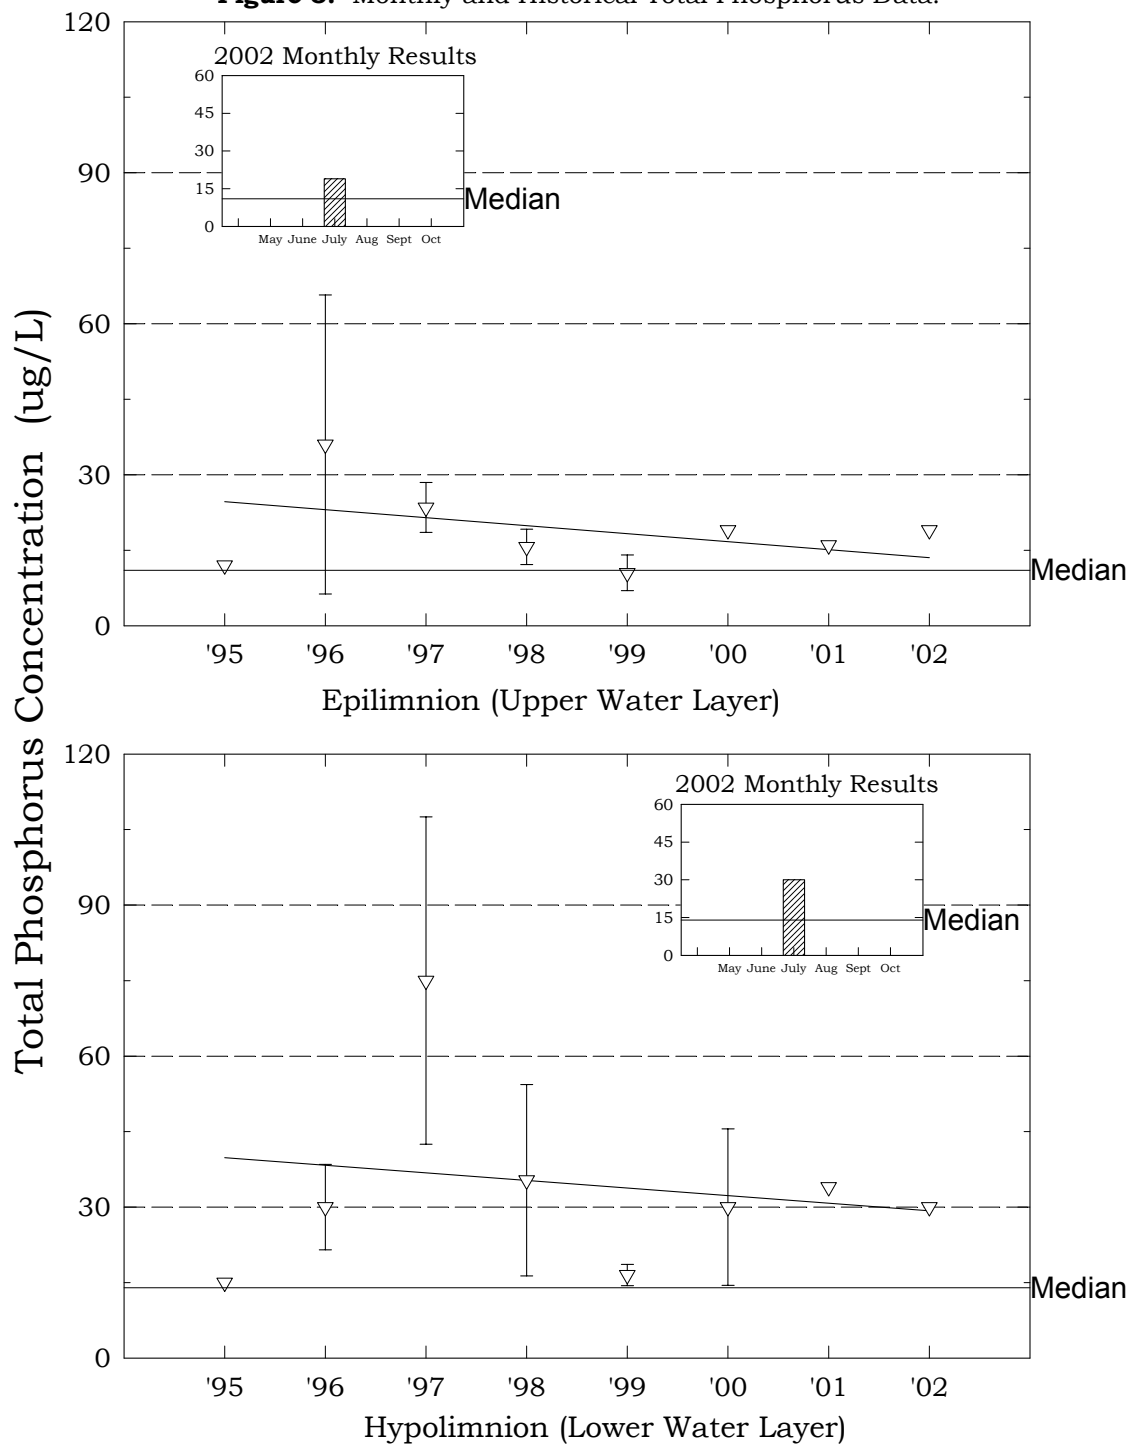 Figure 3. Monthly and Historical Total Phosphorus Data.
120
90
60
30
0
2002 Monthly Results
60
45
30
15
0
May June July Aug Sept Oct
Median
Median
'95 '96 '97 '98 '99 '00 '01 '02
Epilimnion (Upper Water Layer)
Total Phosphorus Concentration (ug/L)
120
90
60
30
0
2002 Monthly Results
60
45
30
15
0
May June July Aug Sept Oct
Median
Median
'95 '96 '97 '98 '99 '00 '01 '02
Hypolimnion (Lower Water Layer)